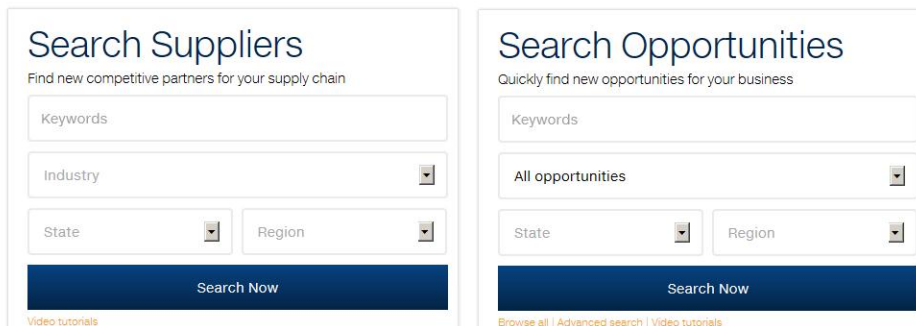 Search Suppliers
Find new competitive partners for your supply chain
Keywords
Industry
State
Region
Search Now
Video tutorials
Search Opportunities
Quickly find new opportunities for your business
Keywords
All opportunities
State
Region
Search Now
Browse all | Advanced search | Video tutorials